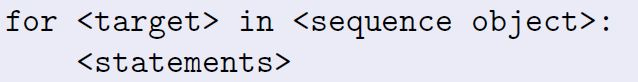 for <target> in <sequence object>:
    <statements>